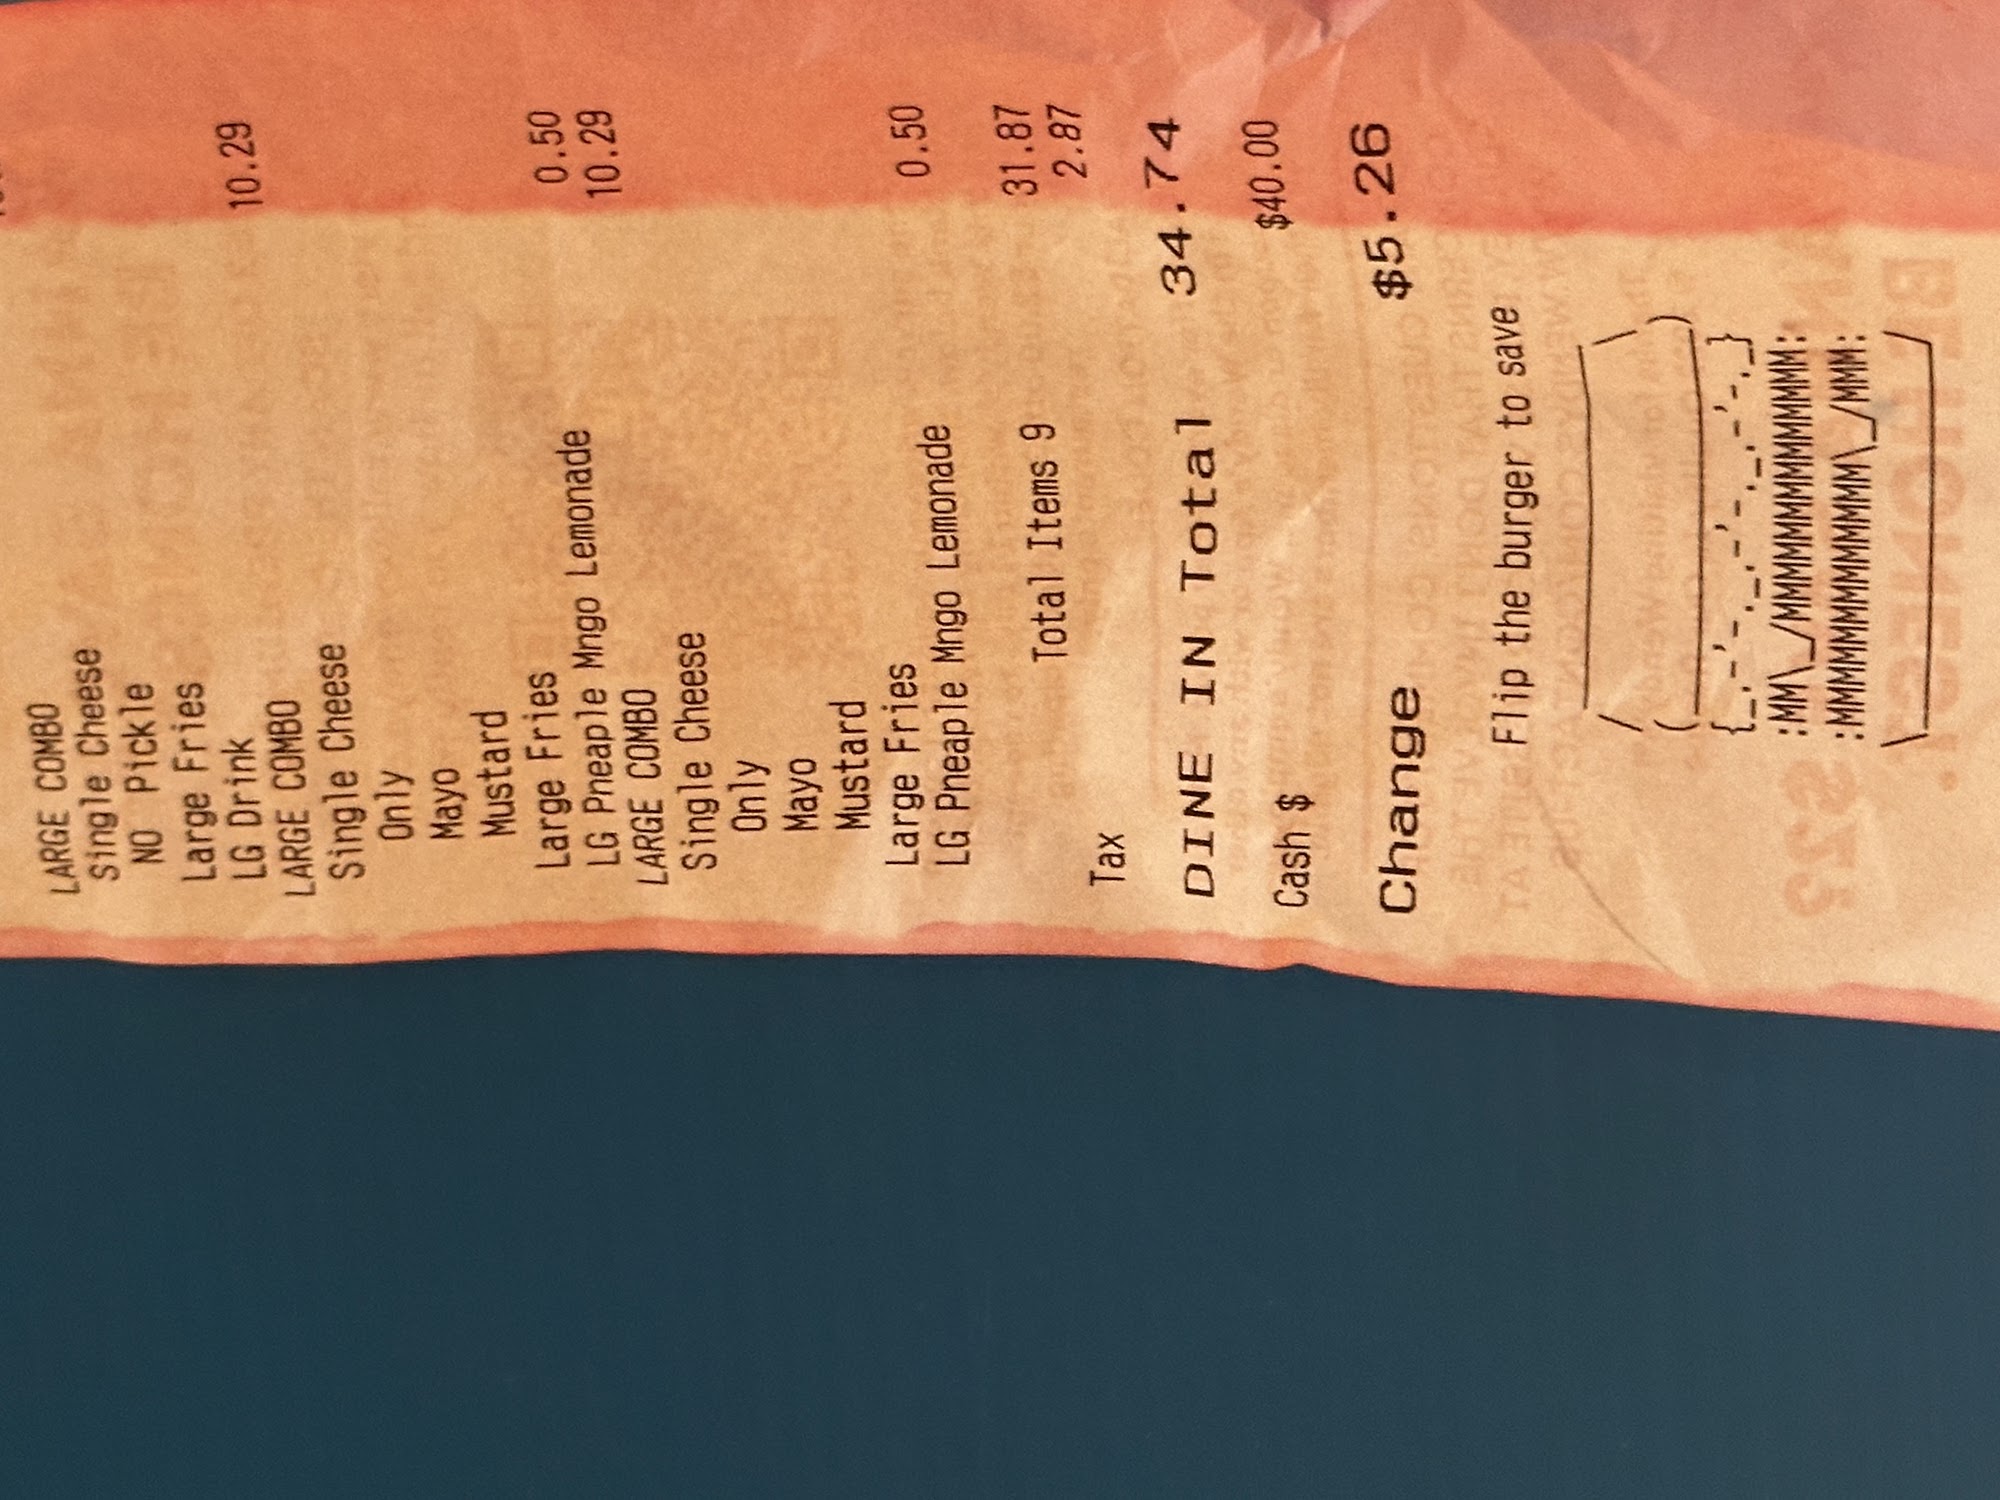 LARGE COMBO
Single Cheese
NO Pickle
Large Fries
LG Drink
LARGE COMBO 10.29
Single Cheese
Only
Mayo
Mustard
Large Fries
LG Pneaple Mngo Lemonade 0.50
LARGE COMBO 10.29
Single Cheese
Only
Mayo
Mustard
Large Fries
LG Pneaple Mngo Lemonade 0.50
Total Items 9 31.87
Tax 2.87
DINE IN Total 34.74
Cash $ $40.00
Change $5.26
Flip the burger to save